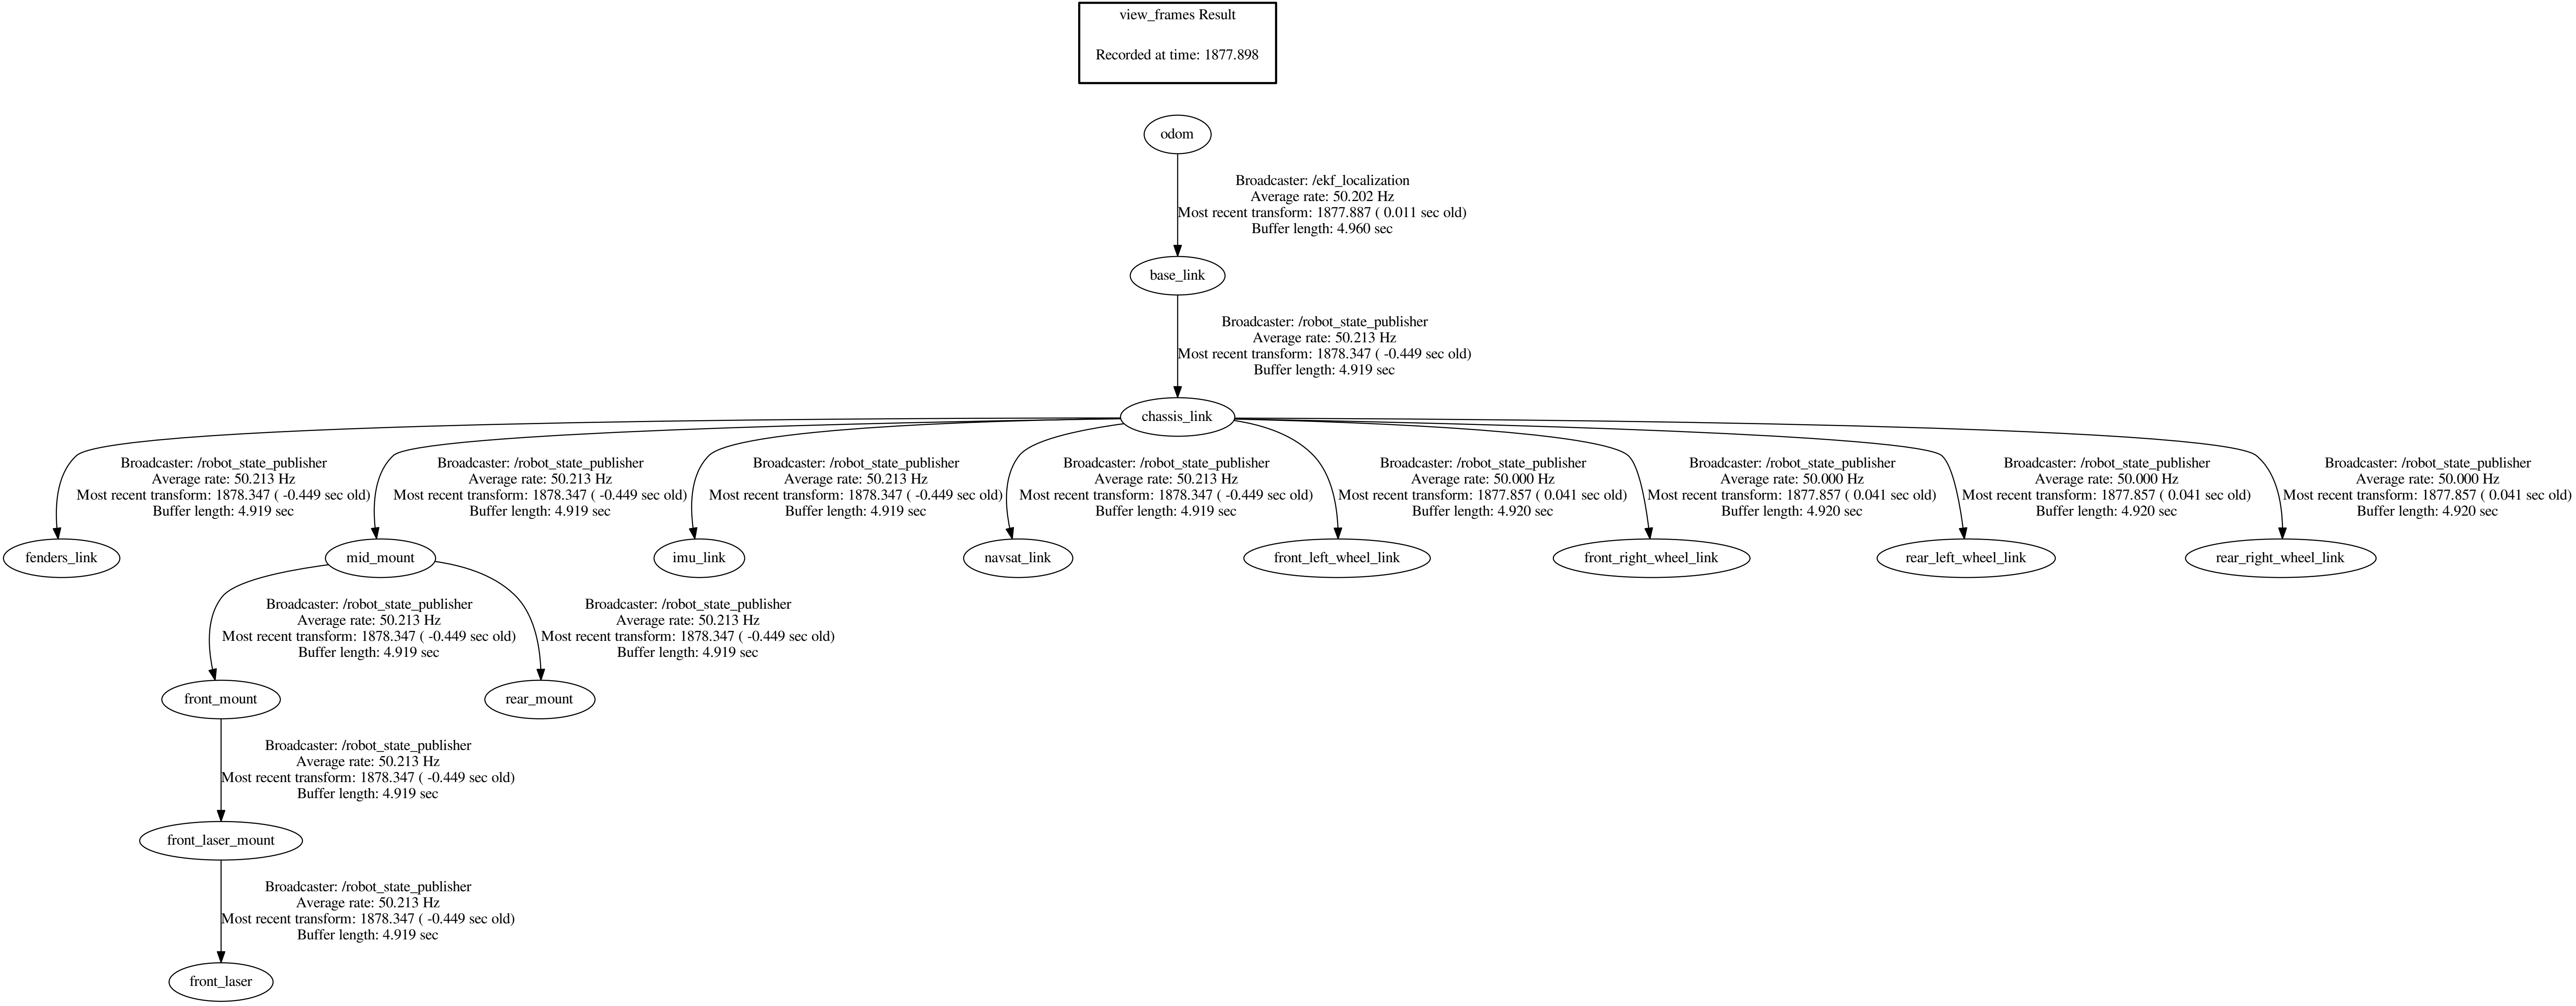 view_frames Result
Recorded at time: 1877.898
odom
Broadcaster: /ekf_localization
Average rate: 50.202 Hz
Most recent transform: 1877.887 ( 0.011 sec old)
Buffer length: 4.960 sec
base_link
Broadcaster: /robot_state_publisher
Average rate: 50.213 Hz
Most recent transform: 1878.347 ( -0.449 sec old)
Buffer length: 4.919 sec
chassis_link
Broadcaster: /robot_state_publisher
Average rate: 50.213 Hz
Most recent transform: 1878.347 ( -0.449 sec old)
Buffer length: 4.919 sec
Broadcaster: /robot_state_publisher
Average rate: 50.213 Hz
Most recent transform: 1878.347 ( -0.449 sec old)
Buffer length: 4.919 sec
Broadcaster: /robot_state_publisher
Average rate: 50.213 Hz
Most recent transform: 1878.347 ( -0.449 sec old)
Buffer length: 4.919 sec
Broadcaster: /robot_state_publisher
Average rate: 50.213 Hz
Most recent transform: 1878.347 ( -0.449 sec old)
Buffer length: 4.919 sec
Broadcaster: /robot_state_publisher
Average rate: 50.000 Hz
Most recent transform: 1877.857 ( 0.041 sec old)
Buffer length: 4.920 sec
Broadcaster: /robot_state_publisher
Average rate: 50.000 Hz
Most recent transform: 1877.857 ( 0.041 sec old)
Buffer length: 4.920 sec
Broadcaster: /robot_state_publisher
Average rate: 50.000 Hz
Most recent transform: 1877.857 ( 0.041 sec old)
Buffer length: 4.920 sec
Broadcaster: /robot_state_publisher
Average rate: 50.000 Hz
Most recent transform: 1877.857 ( 0.041 sec old)
Buffer length: 4.920 sec
fenders_link
mid_mount
imu_link
navsat_link
front_left_wheel_link
front_right_wheel_link
rear_left_wheel_link
rear_right_wheel_link
Broadcaster: /robot_state_publisher
Average rate: 50.213 Hz
Most recent transform: 1878.347 ( -0.449 sec old)
Buffer length: 4.919 sec
Broadcaster: /robot_state_publisher
Average rate: 50.213 Hz
Most recent transform: 1878.347 ( -0.449 sec old)
Buffer length: 4.919 sec
front_mount
rear_mount
Broadcaster: /robot_state_publisher
Average rate: 50.213 Hz
Most recent transform: 1878.347 ( -0.449 sec old)
Buffer length: 4.919 sec
front_laser_mount
Broadcaster: /robot_state_publisher
Average rate: 50.213 Hz
Most recent transform: 1878.347 ( -0.449 sec old)
Buffer length: 4.919 sec
front_laser